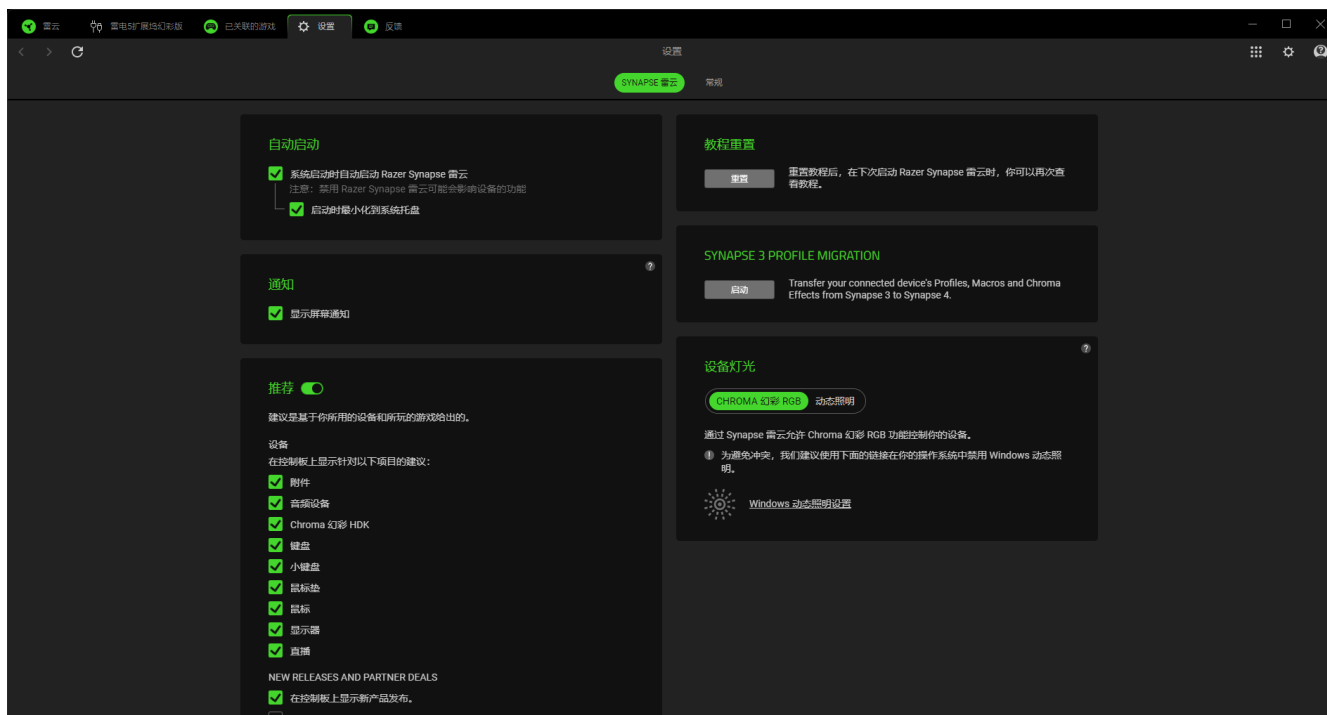 雷云
雷电5扩展坞幻彩版
已关联的游戏
设置
反馈
设置
SYNAPSE 雷云
常规
自动启动
系统启动时自动启动 Razer Synapse 雷云
注意：禁用 Razer Synapse 雷云可能会影响设备的功能
启动时最小化到系统托盘
通知
显示屏幕通知
推荐
建议是基于你所用的设备和所玩的游戏给出的。
设备
在控制板上显示针对以下项目的建议：
附件
音频设备
Chroma 幻彩 HDK
键盘
小键盘
鼠标垫
鼠标
显示器
直播
NEW RELEASES AND PARTNER DEALS
在控制板上显示新产品发布。
教程重置
重置
重置教程后，在下次启动 Razer Synapse 雷云时，你可以再次查
看教程。
SYNAPSE 3 PROFILE MIGRATION
启动
Transfer your connected device's Profiles, Macros and Chroma
Effects from Synapse 3 to Synapse 4.
设备灯光
CHROMA 幻彩 RGB
动态照明
通过 Synapse 雷云允许 Chroma 幻彩 RGB 功能控制你的设备。
为避免冲突，我们建议使用下面的链接在你的操作系统中禁用 Windows 动态照
明。
Windows 动态照明设置